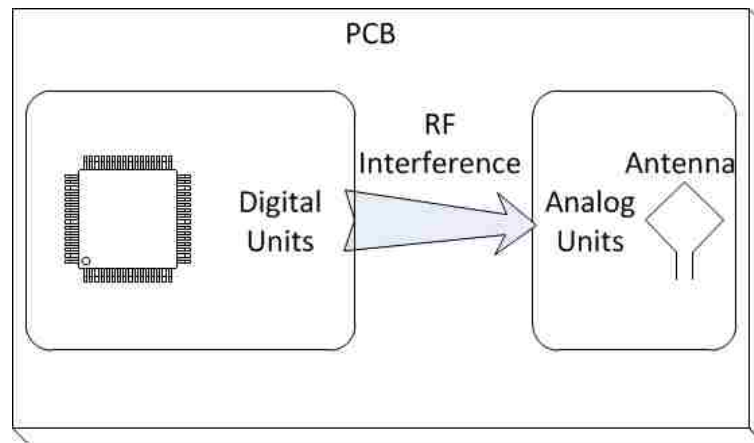 PCB
RF
Interference
Digital
Units
Antenna
Analog
Units